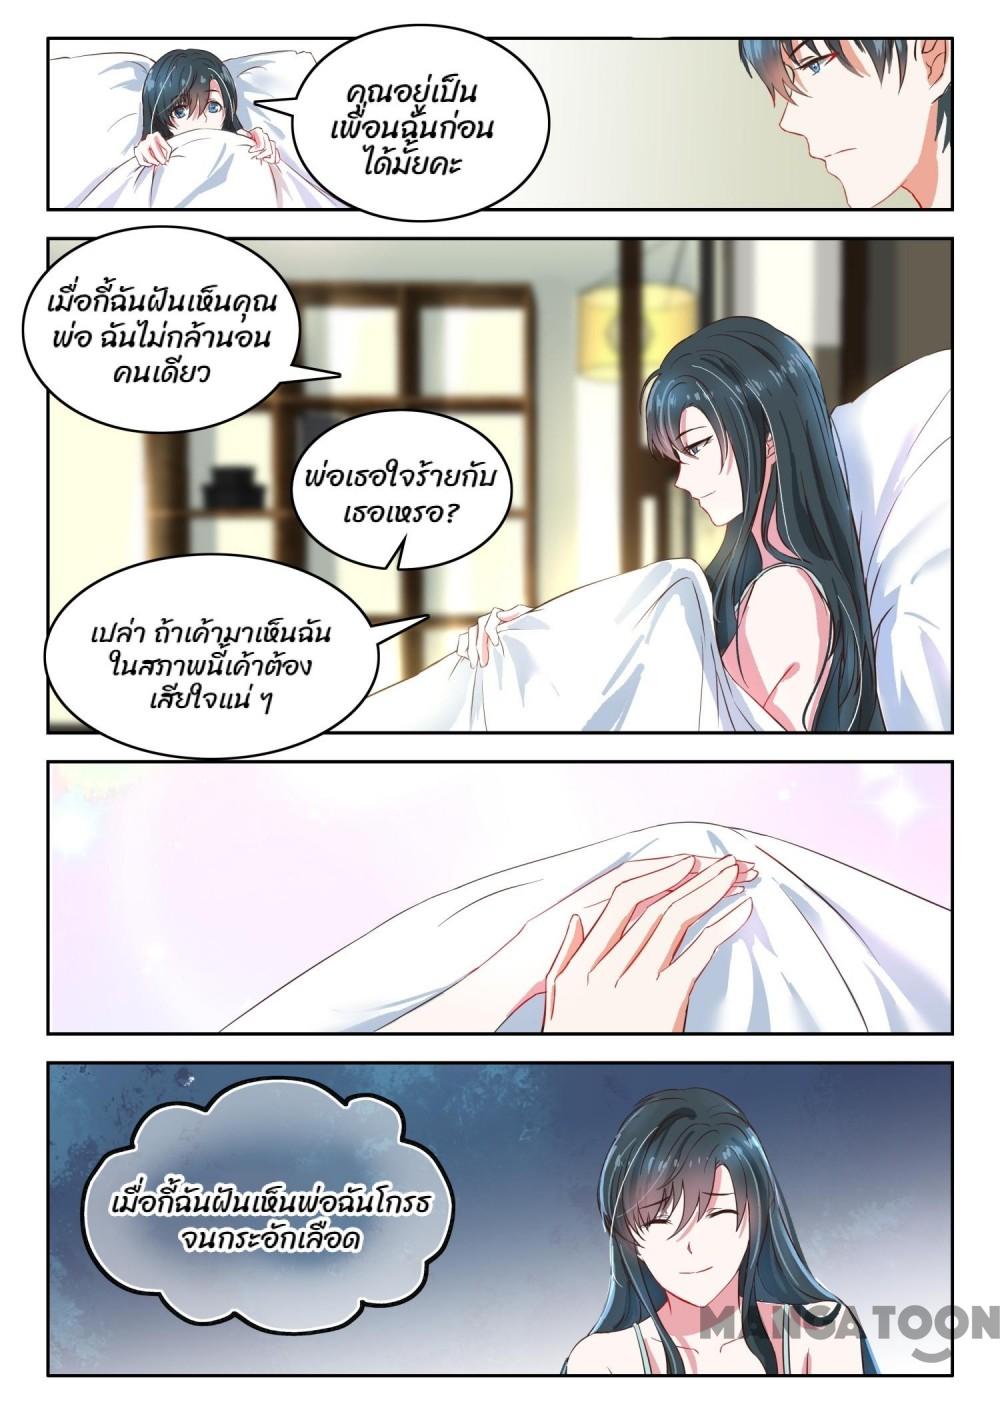 คุณอยู่เป็น
เพื่อนฉันก่อน
ได้มั้ยคะ
เมื่อกี้ฉันฝันเห็นคุณ
พ่อ ฉันไม่กล้านอน
คนเดียว
พ่อเธอใจร้ายกับ
เธอเหรอ?
เปล่า ถ้าเค้ามาเห็นฉัน
ในสภาพนี้เค้าต้อง
เสียใจแน่ ๆ
เมื่อกี้ฉันฝันเห็นพ่อฉันโกรธ
จนกระอักเลือด
MANGATOON